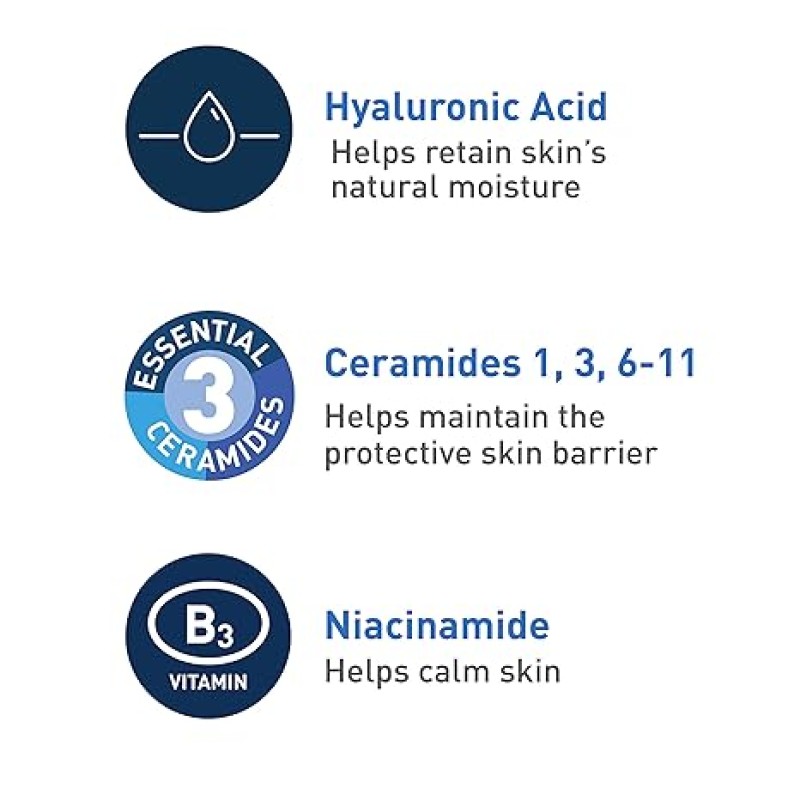 Hyaluronic Acid
Helps retain skin's
natural moisture
ESSENTIAL
3
CERAMIDES
Ceramides 1, 3, 6-11
Helps maintain the
protective skin barrier
B3
VITAMIN
Niacinamide
Helps calm skin